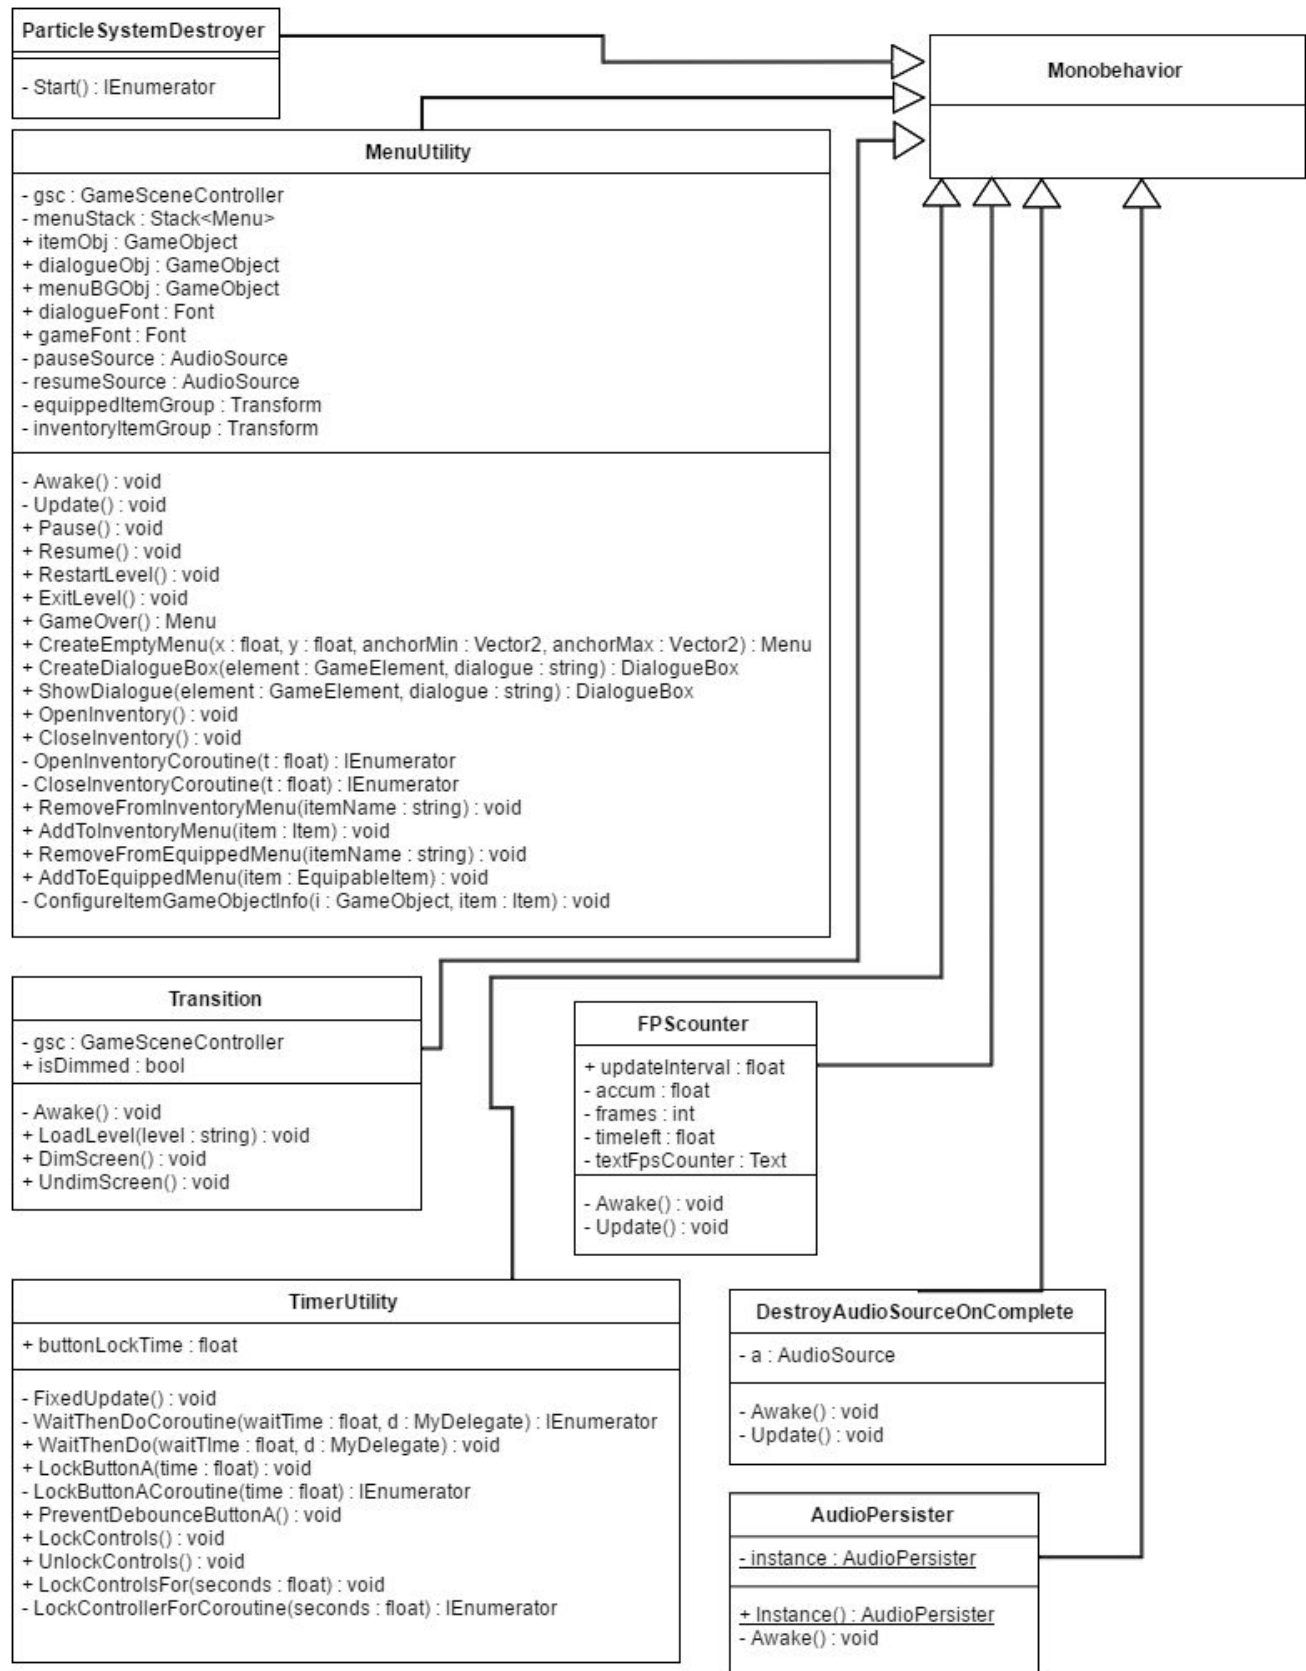 ParticleSystemDestroyer
- Start() : IEnumerator
Monobehavior
MenuUtility
- gsc : GameSceneController
- menuStack : Stack<Menu>
+ itemObj : GameObject
+ dialogueObj : GameObject
+ menuBGObj : GameObject
+ dialogueFont : Font
+ gameFont : Font
- pauseSource : AudioSource
- resumeSource : AudioSource
- equippedItemGroup : Transform
- inventoryItemGroup : Transform
- Awake() : void
- Update() : void
+ Pause() : void
+ Resume() : void
+ RestartLevel() : void
+ ExitLevel() : void
+ GameOver() : Menu
+ CreateEmptyMenu(x : float, y : float, anchorMin : Vector2, anchorMax : Vector2) : Menu
+ CreateDialogueBox(element : GameElement, dialogue : string) : DialogueBox
+ ShowDialogue(element : GameElement, dialogue : string) : DialogueBox
+ OpenInventory() : void
+ CloseInventory() : void
- OpenInventoryCoroutine(t : float) : IEnumerator
- CloseInventoryCoroutine(t : float) : IEnumerator
+ RemoveFromInventoryMenu(itemName : string) : void
+ AddToInventoryMenu(item : Item) : void
+ RemoveFromEquippedMenu(itemName : string) : void
+ AddToEquippedMenu(item : EquipableItem) : void
- ConfigureItemGameObjectInfo(i : GameObject, item : Item) : void
Transition
- gsc : GameSceneController
+ isDimmed : bool
- Awake() : void
+ LoadLevel(level : string) : void
+ DimScreen() : void
+ UndimScreen() : void
FPScounter
+ updateInterval : float
- accum : float
- frames : int
- timeleft : float
- textFpsCounter : Text
- Awake() : void
- Update() : void
TimerUtility
+ buttonLockTime : float
- FixedUpdate() : void
- WaitThenDoCoroutine(waitTime : float, d : MyDelegate) : IEnumerator
+ WaitThenDo(waitTIme : float, d : MyDelegate) : void
+ LockButtonA(time : float) : void
- LockButtonACoroutine(time : float) : IEnumerator
+ PreventDebounceButtonA() : void
+ LockControls() : void
+ UnlockControls() : void
+ LockControlsFor(seconds : float) : void
- LockControllerForCoroutine(seconds : float) : IEnumerator
DestroyAudioSourceOnComplete
- a : AudioSource
- Awake() : void
- Update() : void
AudioPersister
- instance : AudioPersister
+ Instance() : AudioPersister
- Awake() : void